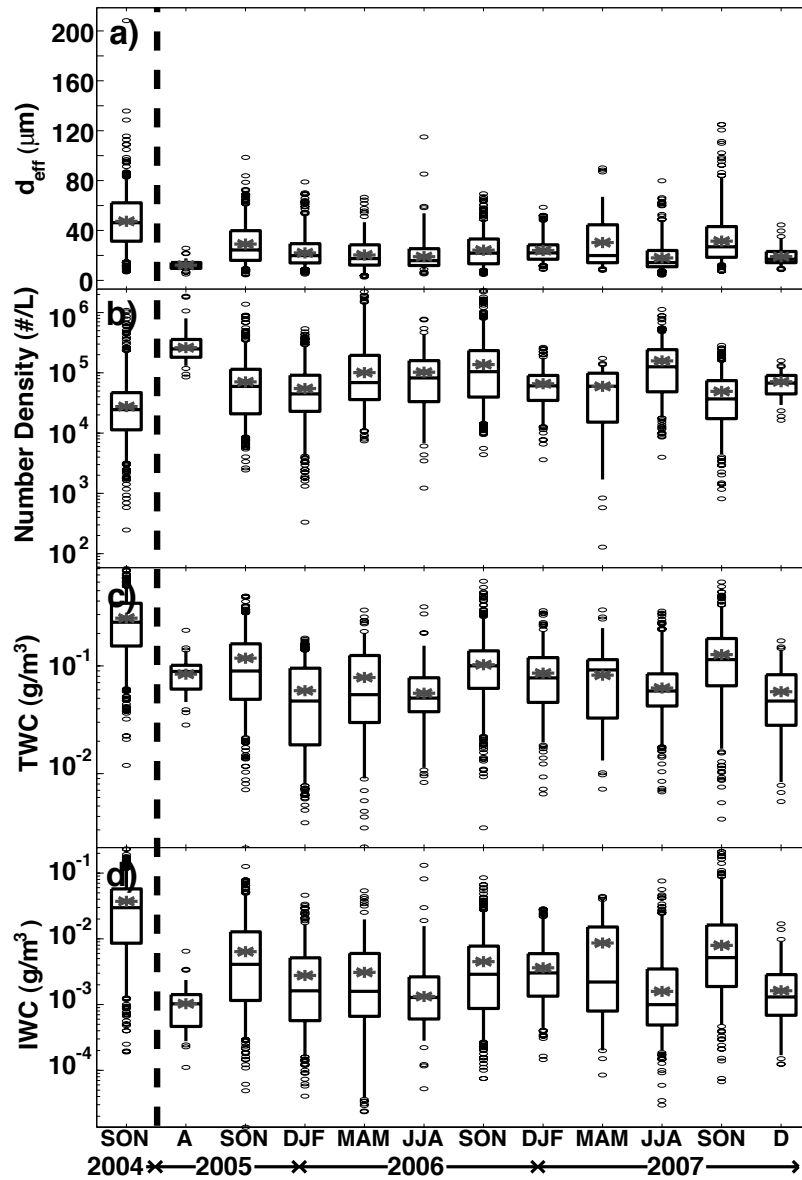 a)
200
160
120
80
40
0
d_eff (μm)
b)
10^6
10^5
10^4
10^3
10^2
Number Density (#/L)
c)
10^-1
10^-2
TWC (g/m^3)
d)
10^-1
10^-2
10^-3
10^-4
IWC (g/m^3)
SON A SON DJF MAM JJA SON DJF MAM JJA SON D
2004 2005 2006 2007